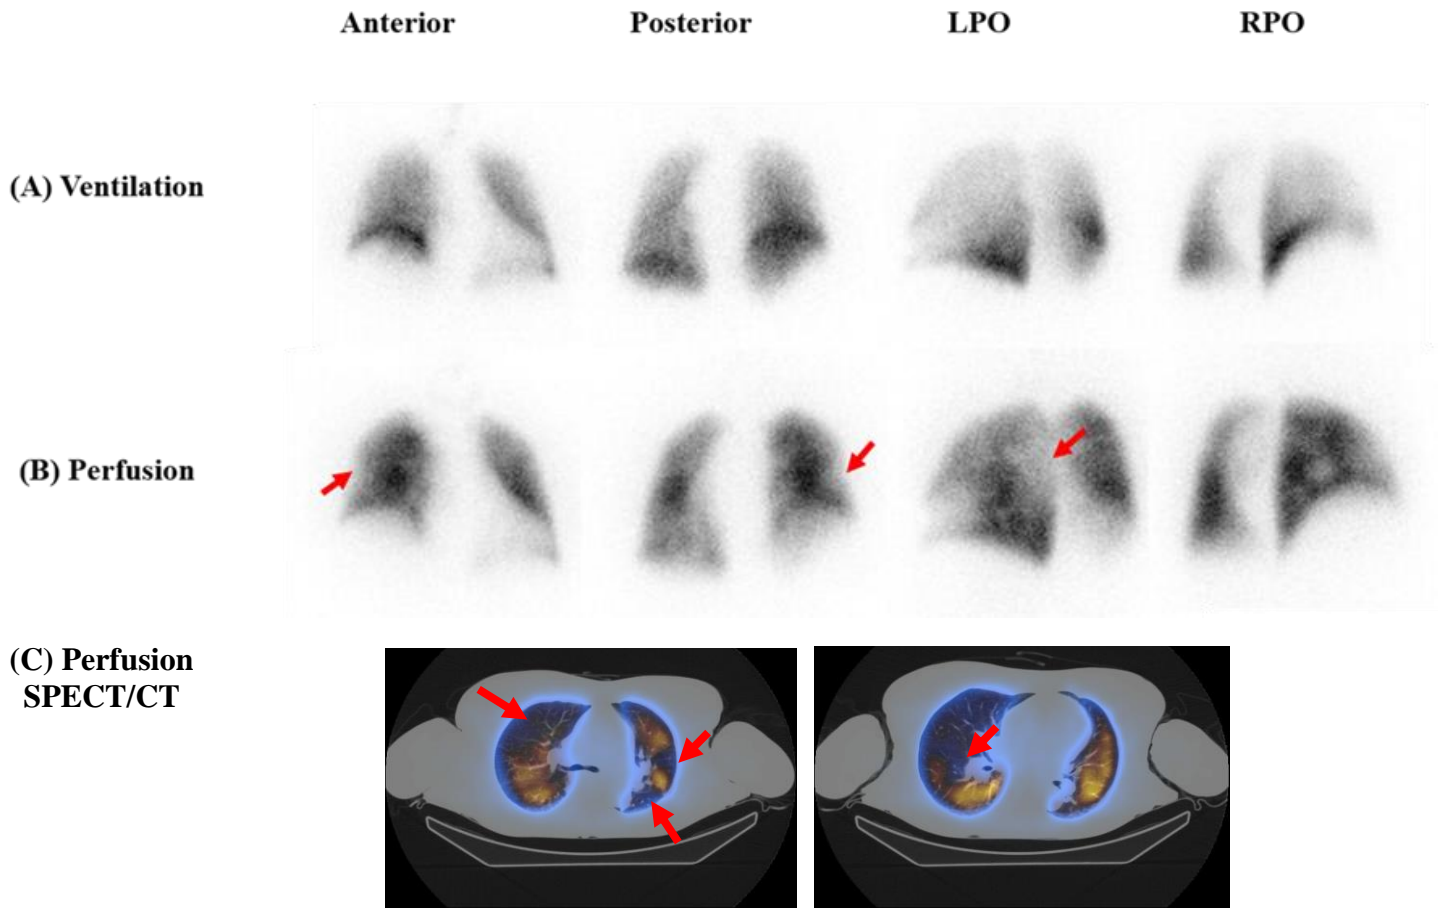 Anterior Posterior LPO RPO
(A) Ventilation
(B) Perfusion
(C) Perfusion
SPECT/CT